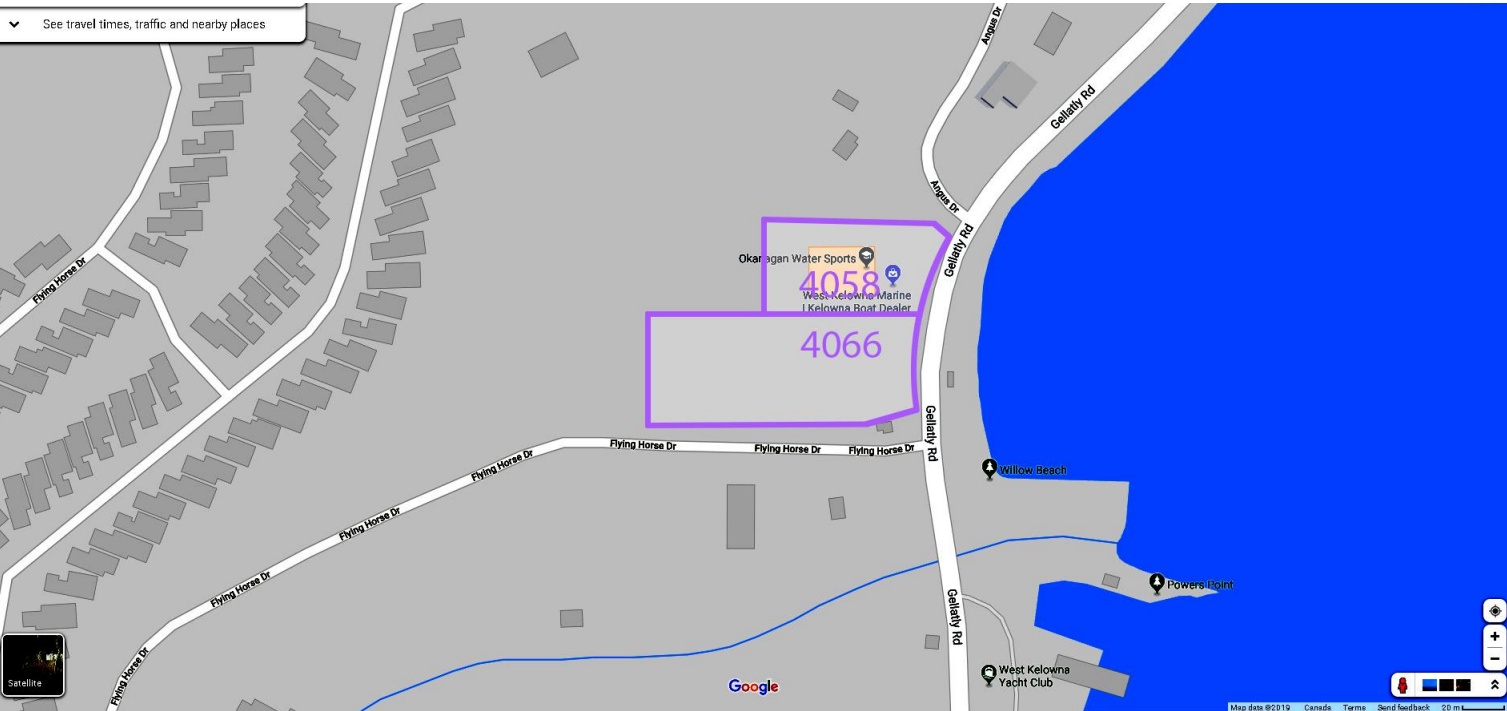 See travel times, traffic and nearby places
Angus Dr
Gellatly Rd
Angus Dr
Gellatly Rd
Okanagan Water Sports
4058
West Kelowna Marine
| Kelowna Boat Dealer
4066
Flying Horse Dr
Gellatly Rd
Flying Horse Dr
Flying Horse Dr
Flying Horse Dr
Flying Horse Dr
Willow Beach
Flying Horse Dr
Flying Horse Dr
Powers Point
Gellatly Rd
Flying Horse Dr
West Kelowna
Yacht Club
Satellite
Google
+
−
Map data ©2019 Canada Terms Send feedback 20 m